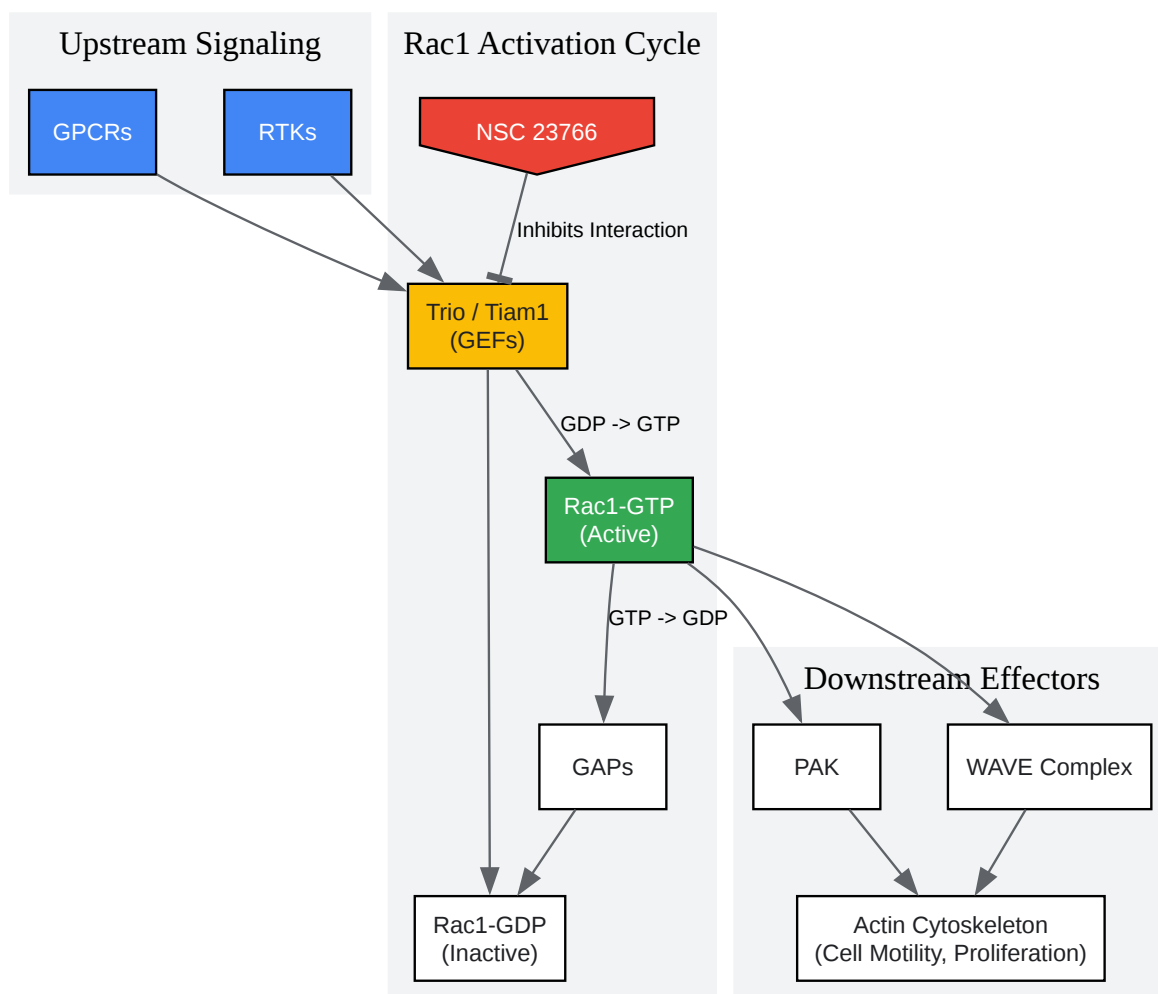 Upstream Signaling
Rac1 Activation Cycle
GPCRs
RTKs
NSC 23766
Inhibits Interaction
Trio / Tiam1
(GEFs)
GDP -> GTP
Rac1-GTP
(Active)
GTP -> GDP
Downstream Effectors
GAPs
PAK
WAVE Complex
Rac1-GDP
(Inactive)
Actin Cytoskeleton
(Cell Motility, Proliferation)